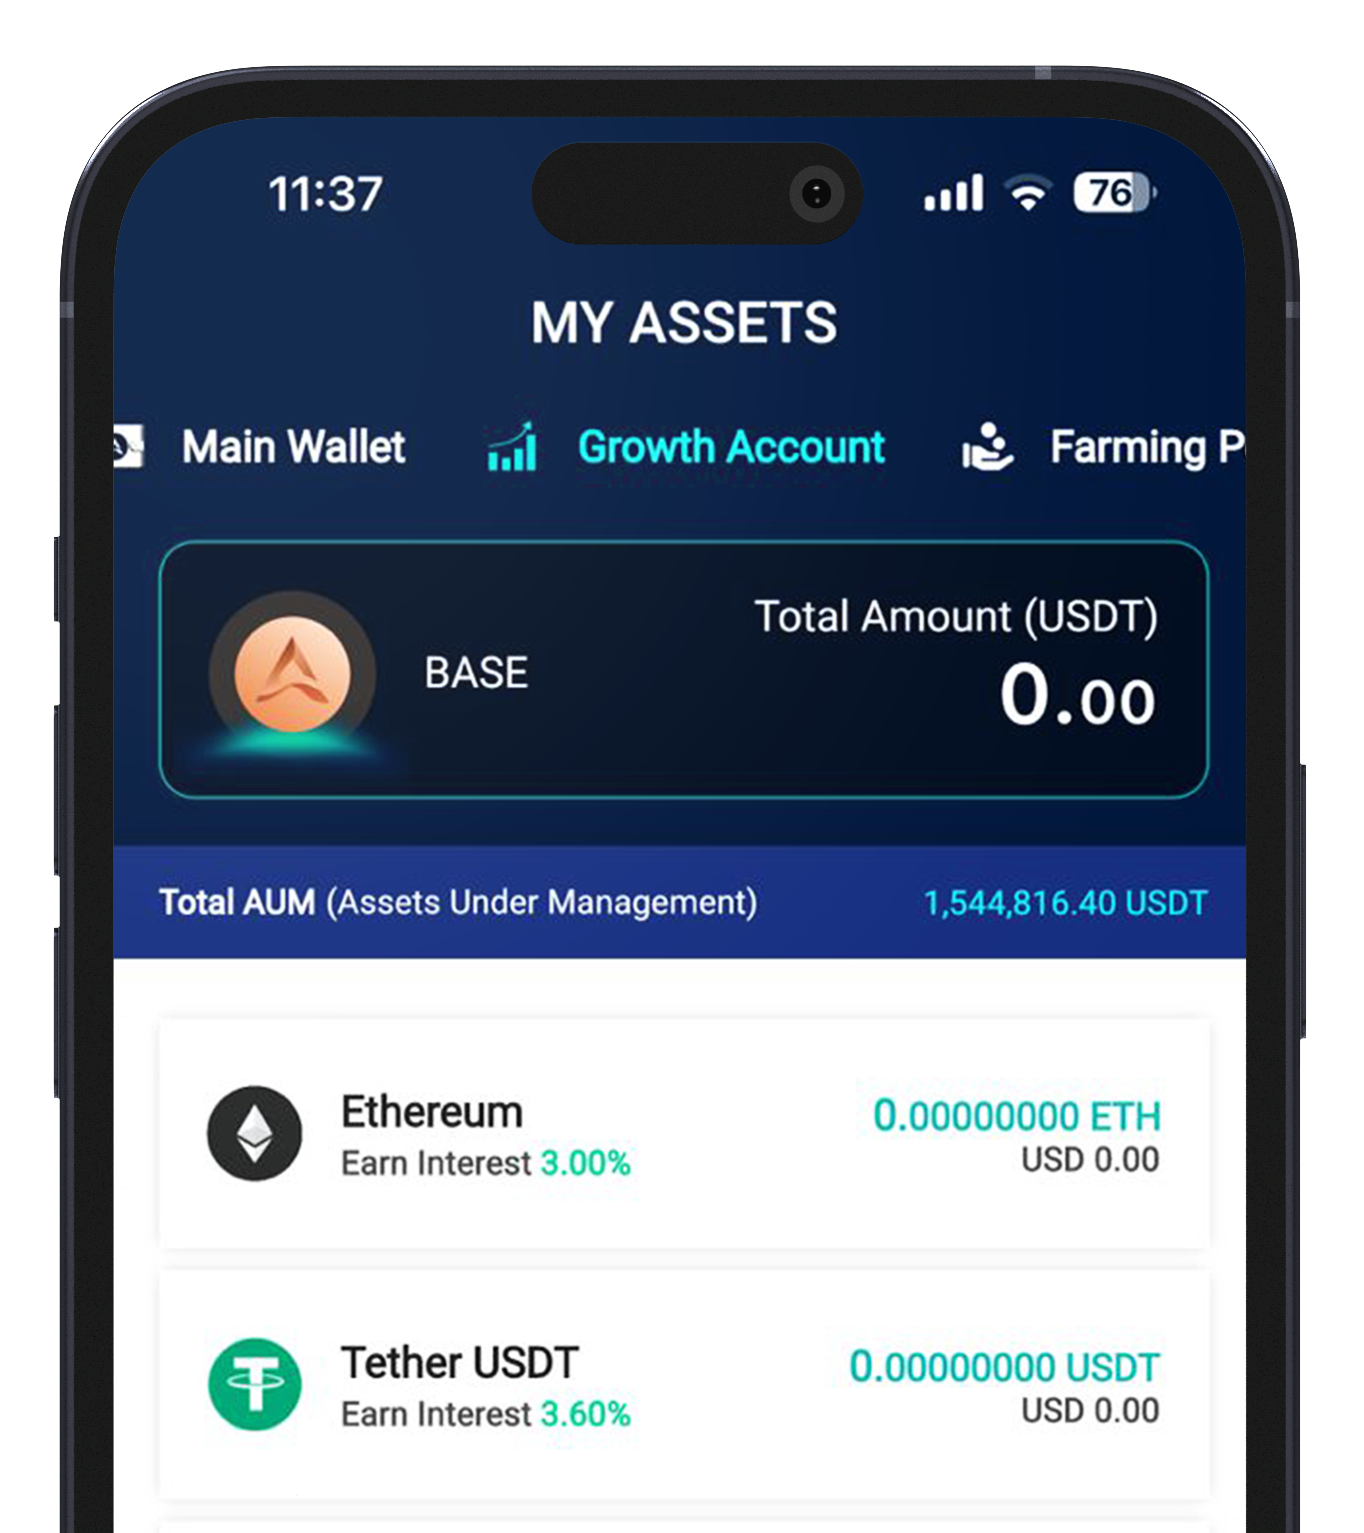 11:37
76
MY ASSETS
Main Wallet
Growth Account
Farming P
BASE
Total Amount (USDT)
0.00
Total AUM (Assets Under Management)
1,544,816.40 USDT
Ethereum
0.00000000 ETH
Earn Interest 3.00%
USD 0.00
Tether USDT
0.00000000 USDT
Earn Interest 3.60%
USD 0.00